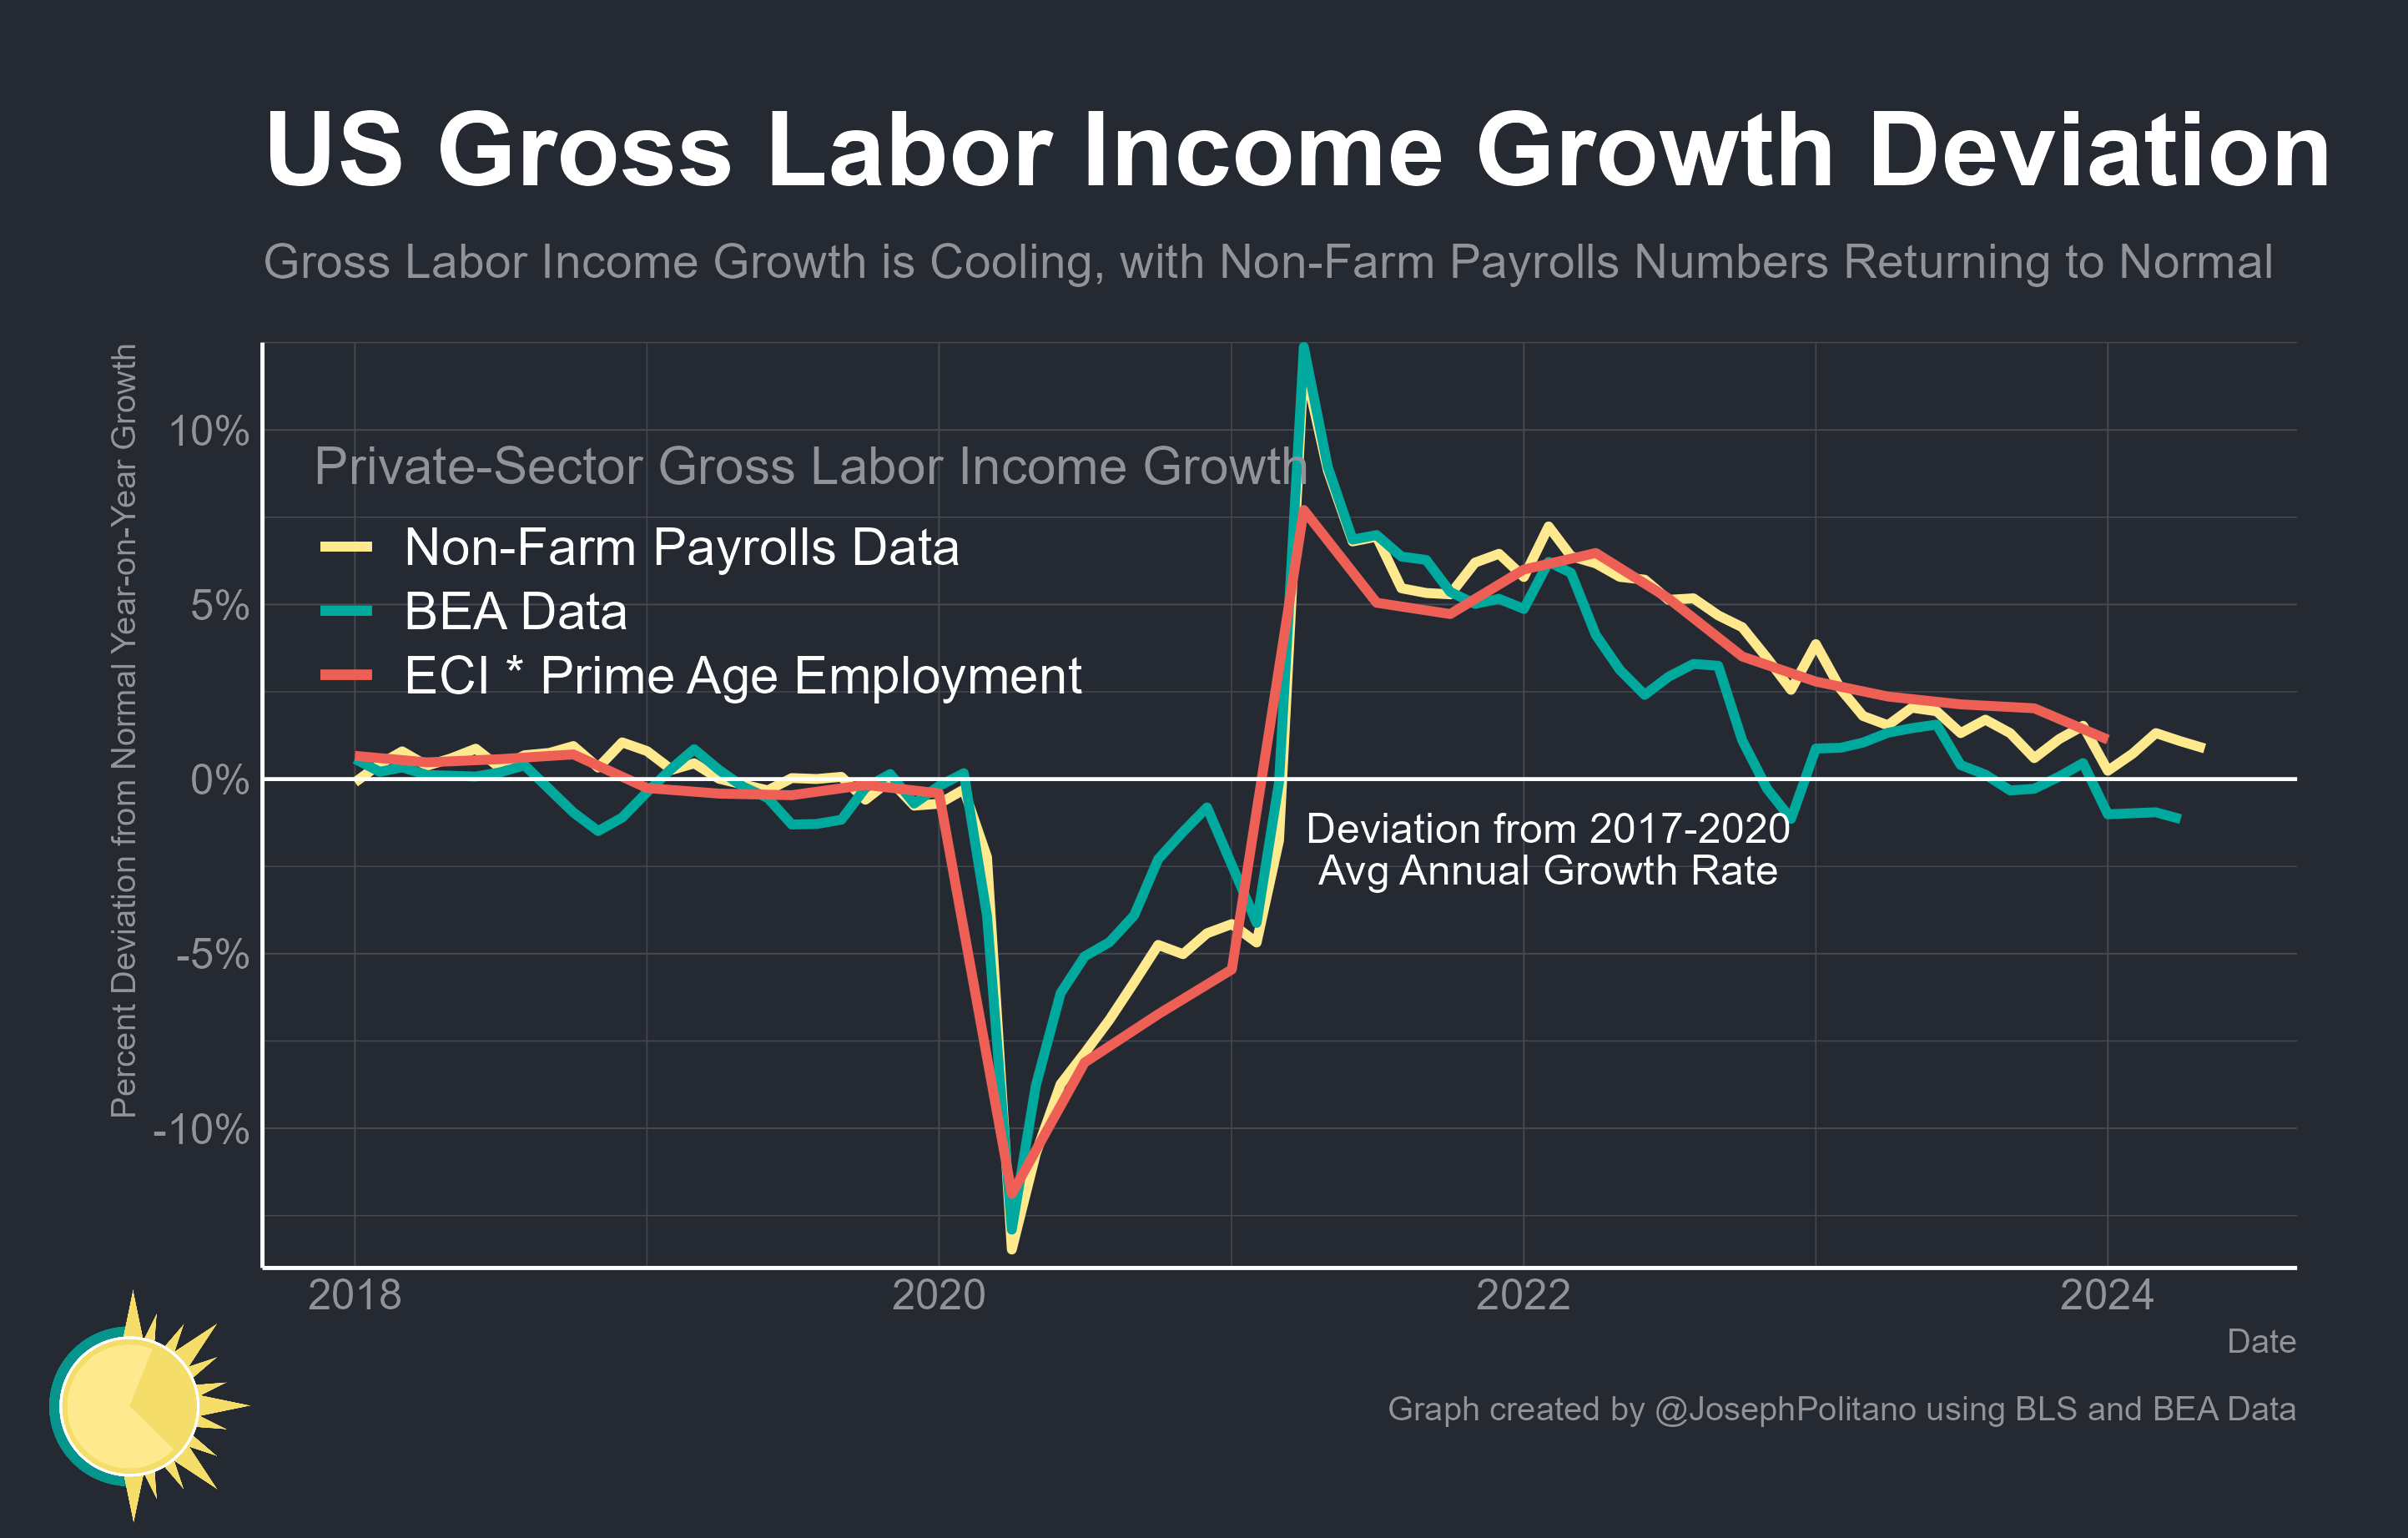 US Gross Labor Income Growth Deviation
Gross Labor Income Growth is Cooling, with Non-Farm Payrolls Numbers Returning to Normal
Percent Deviation from Normal Year-on-Year Growth
10%
5%
0%
-5%
-10%
Private-Sector Gross Labor Income Growth
Non-Farm Payrolls Data
BEA Data
ECI * Prime Age Employment
Deviation from 2017-2020
Avg Annual Growth Rate
2018
2020
2022
2024
Date
Graph created by @JosephPolitano using BLS and BEA Data